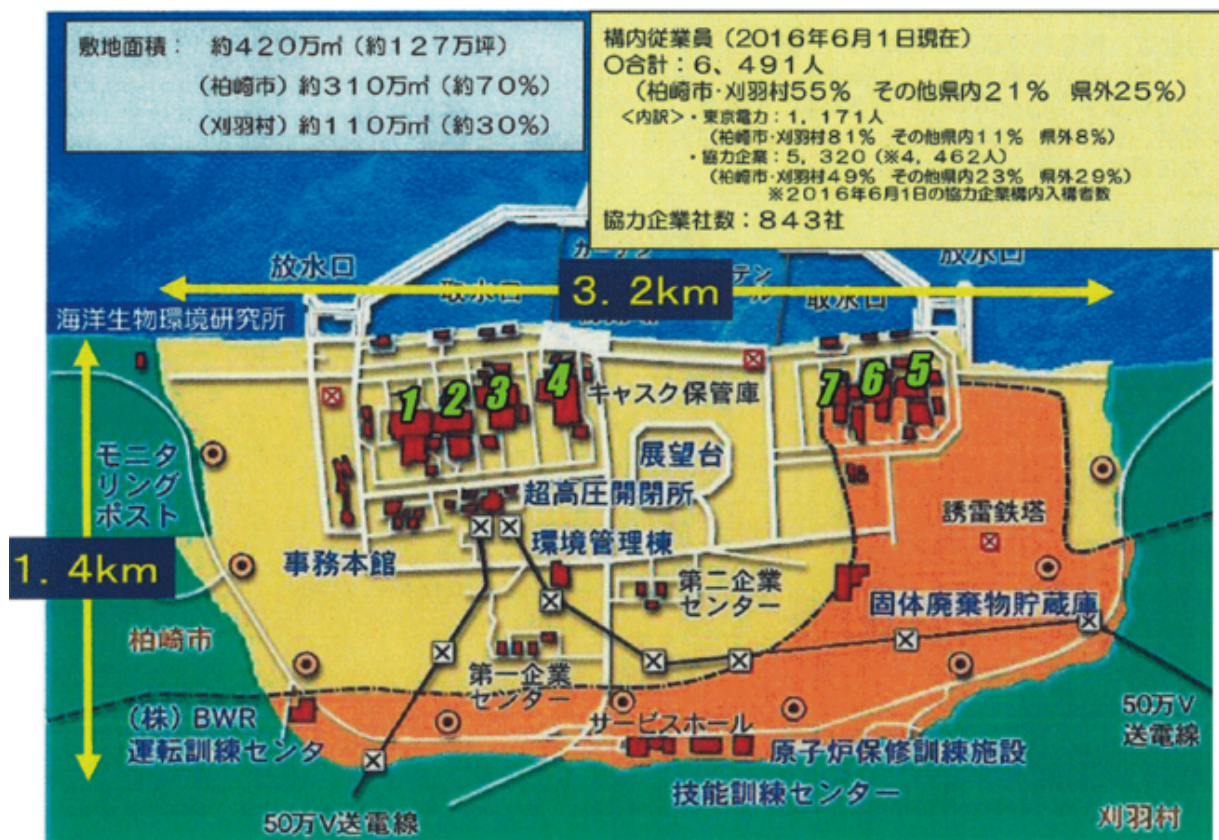 敷地面積： 約４２０万㎡（約１２７万坪）
（柏崎市）約３１０万㎡（約７０％）
（刈羽村）約１１０万㎡（約３０％）
構内従業員（２０１６年６月１日現在）
〇合計：６、４９１人
（柏崎市・刈羽村５５％　その他県内２１％　県外２５％）
＜内訳＞・東京電力：１，１７１人
（柏崎市・刈羽村８１％　その他県内１１％　県外８％）
・協力企業：５，３２０（※４，４６２人）
（柏崎市・刈羽村４９％　その他県内２３％　県外２９％）
※２０１６年６月１日の協力企業構内入構者数
協力企業社数：８４３社
放水口
放水口
取水口
３．２km
取水口
海洋生物環境研究所
1
2
3
4
7
6
5
キャスク保管庫
モニタ
リング
ポスト
展望台
超高圧開閉所
誘雷鉄塔
環境管理棟
事務本館
１．４km
第二企業
センター
固体廃棄物貯蔵庫
柏崎市
第一企業
センター
（株）BWR
運転訓練センタ
サービスホール
原子炉保修訓練施設
技能訓練センター
50万V
送電線
50万V送電線
刈羽村